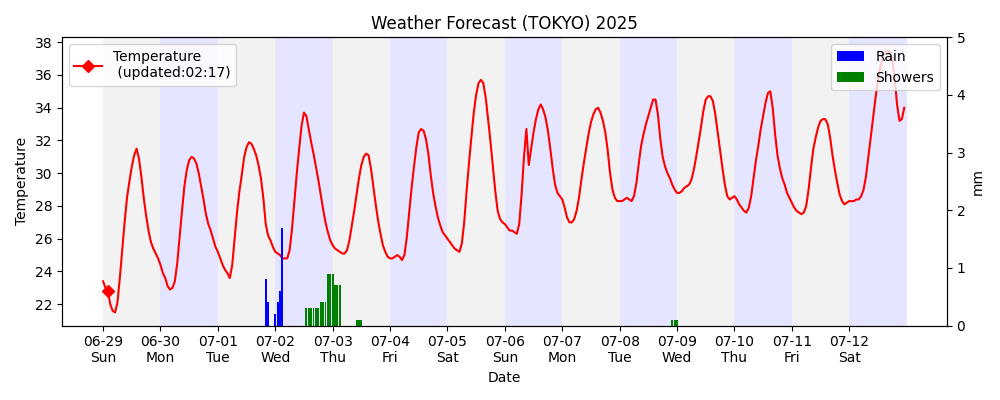 Weather Forecast (TOKYO) 2025
Temperature
(updated:02:17)
Rain
Showers
Temperature
38
36
34
32
30
28
26
24
22
5
4
3
2
1
0
mm
06-29 06-30 07-01 07-02 07-03 07-04 07-05 07-06 07-07 07-08 07-09 07-10 07-11 07-12
Sun Mon Tue Wed Thu Fri Sat Sun Mon Tue Wed Thu Fri Sat
Date